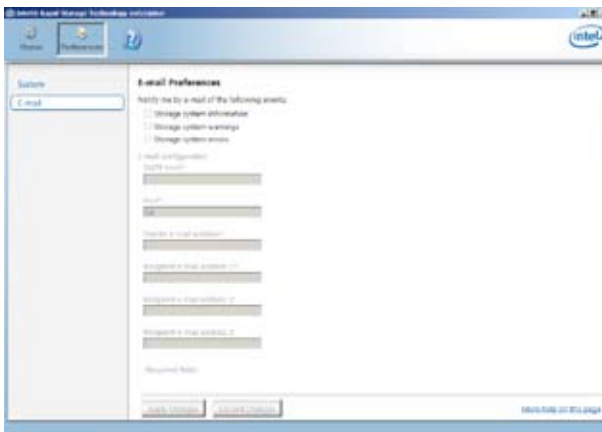 Intel® Rapid Storage Technology enterprise
Home
Preferences
intel
System
E-mail
E-mail Preferences
Notify me by e-mail of the following events:
Storage system information
Storage system warnings
Storage system errors
E-mail configuration
SMTP host*
Port*
Sender e-mail address*
Recipient e-mail address 1*
Recipient e-mail address 2
Recipient e-mail address 3
*Required fields
Apply Changes
Discard Changes
More help on this page